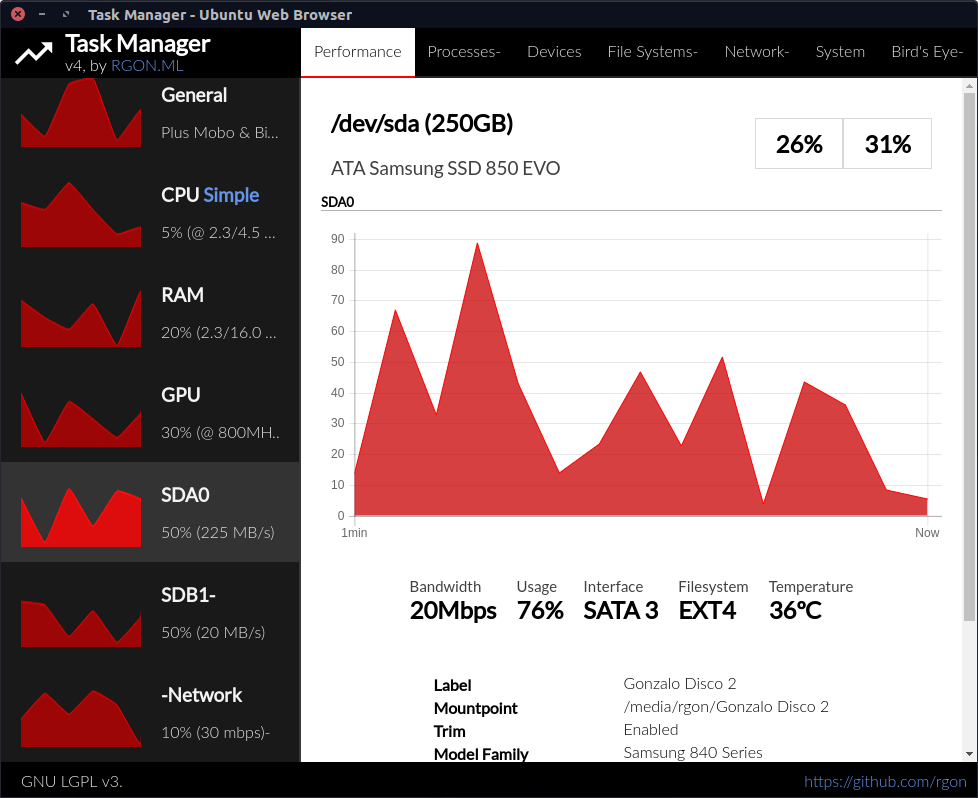 Task Manager - Ubuntu Web Browser
Task Manager
v4, by RGON.ML
Performance Processes- Devices File Systems- Network- System Bird's Eye-
General
Plus Mobo & Bi...
CPU Simple
5% (@ 2.3/4.5 ...
RAM
20% (2.3/16.0 ...
GPU
30% (@ 800MH..
SDA0
50% (225 MB/s)
SDB1-
50% (20 MB/s)
-Network
10% (30 mbps)-
/dev/sda (250GB)
26% 31%
ATA Samsung SSD 850 EVO
SDA0
90
80
70
60
50
40
30
20
10
0
1min Now
Bandwidth Usage Interface Filesystem Temperature
20Mbps 76% SATA 3 EXT4 36ºC
Label Gonzalo Disco 2
Mountpoint /media/rgon/Gonzalo Disco 2
Trim Enabled
Model Family Samsung 840 Series
GNU LGPL v3. https://github.com/rgon